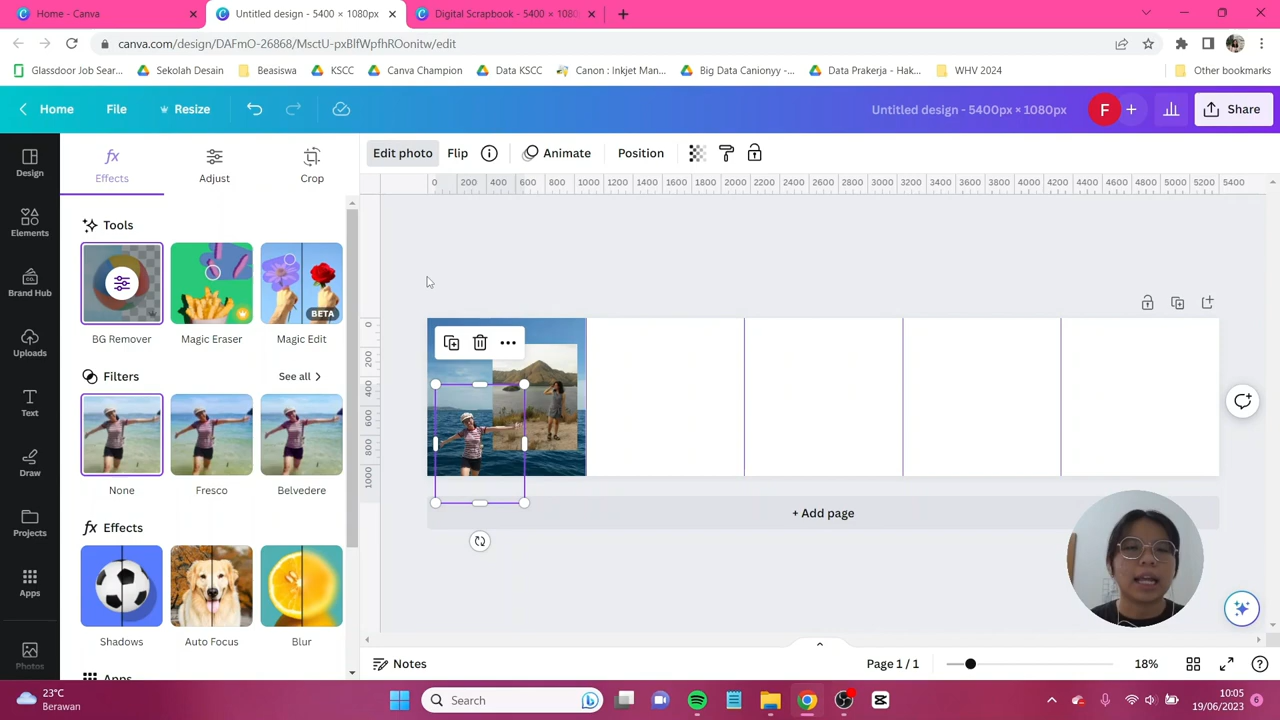 Home - Canva
Untitled design - 5400 × 1080px
Digital Scrapbook - 5400 × 1080
canva.com/design/DAFmO-26868/MsctU-pxBlfWpfhROonitw/edit
Glassdoor Job Sear...
Sekolah Desain
Beasiswa
KSCC
Canva Champion
Data KSCC
Canon : Inkjet Man...
Big Data Canionyy -...
Data Prakerja - Hak...
WHV 2024
Other bookmarks
Home
File
Resize
Untitled design - 5400px × 1080px
F
Share
Design
Elements
Brand Hub
Uploads
Text
Draw
Projects
Apps
Photos
fx
Effects
Adjust
Crop
Edit photo
Flip
Animate
Position
0 200 400 600 800 1000 1200 1400 1600 1800 2000 2200 2400 2600 2800 3000 3200 3400 3600 3800 4000 4200 4400 4600 4800 5000 5200 5400
0
200
400
600
800
1000
Tools
BETA
BG Remover
Magic Eraser
Magic Edit
Filters
See all
None
Fresco
Belvedere
fx Effects
Shadows
Auto Focus
Blur
Apps
+ Add page
Notes
Page 1 / 1
18%
23°C
Berawan
Search
10:05
19/06/2023
6